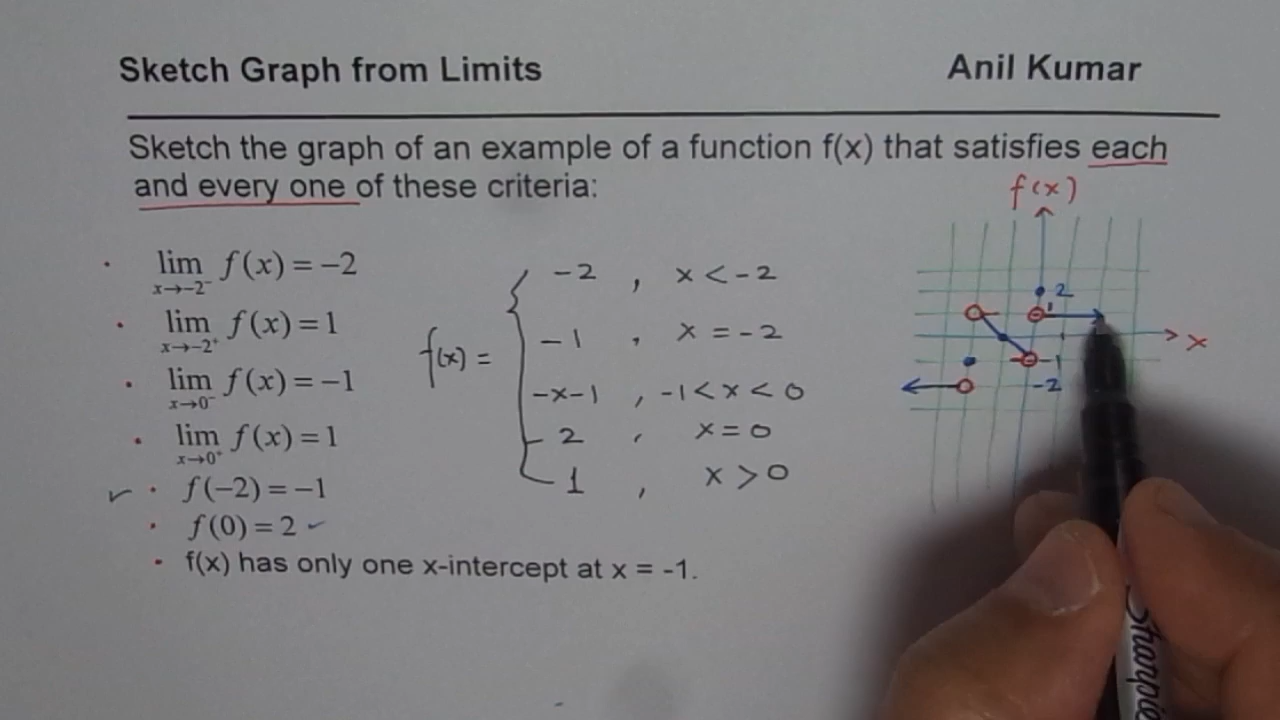 Sketch Graph from Limits Anil Kumar
Sketch the graph of an example of a function f(x) that satisfies each
and every one of these criteria:
f(x)
lim x→-2⁻ f(x) = -2
lim x→-2⁺ f(x) = 1
lim x→0⁻ f(x) = -1
lim x→0⁺ f(x) = 1
✓ f(-2) = -1
f(0) = 2 ✓
f(x) has only one x-intercept at x = -1.
f(x) =
-2 , x < -2
-1 , x = -2
-x-1 , -1 < x < 0
2 , x = 0
1 , x > 0
2
1
x
-1
-2
Sharpie